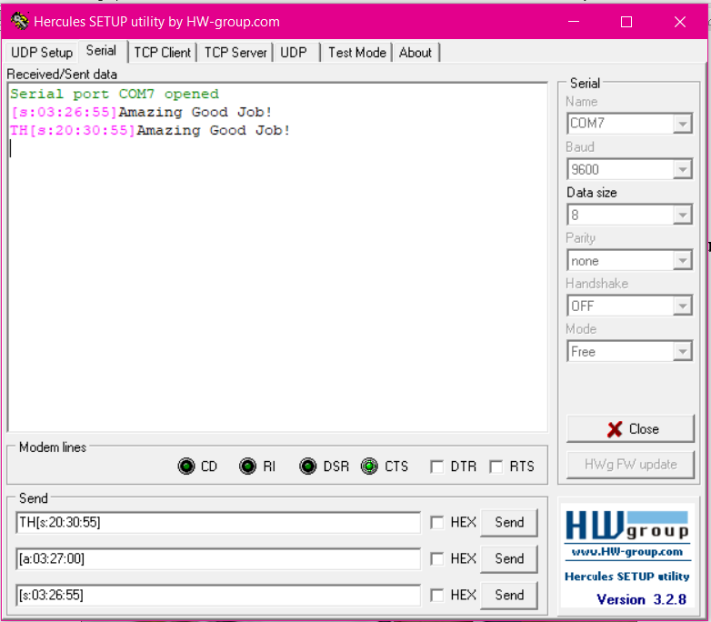 Hercules SETUP utility by HW-group.com
UDP Setup Serial TCP Client TCP Server UDP Test Mode About
Received/Sent data
Serial port COM7 opened
[s:03:26:55]Amazing Good Job!
TH[s:20:30:55]Amazing Good Job!
Serial
Name
COM7
Baud
9600
Data size
8
Parity
none
Handshake
OFF
Mode
Free
Close
HWg FW update
Modem lines
CD RI DSR CTS DTR RTS
Send
TH[s:20:30:55] HEX Send
[a:03:27:00] HEX Send
[s:03:26:55] HEX Send
HWgroup
www.HW-group.com
Hercules SETUP utility
Version 3.2.8